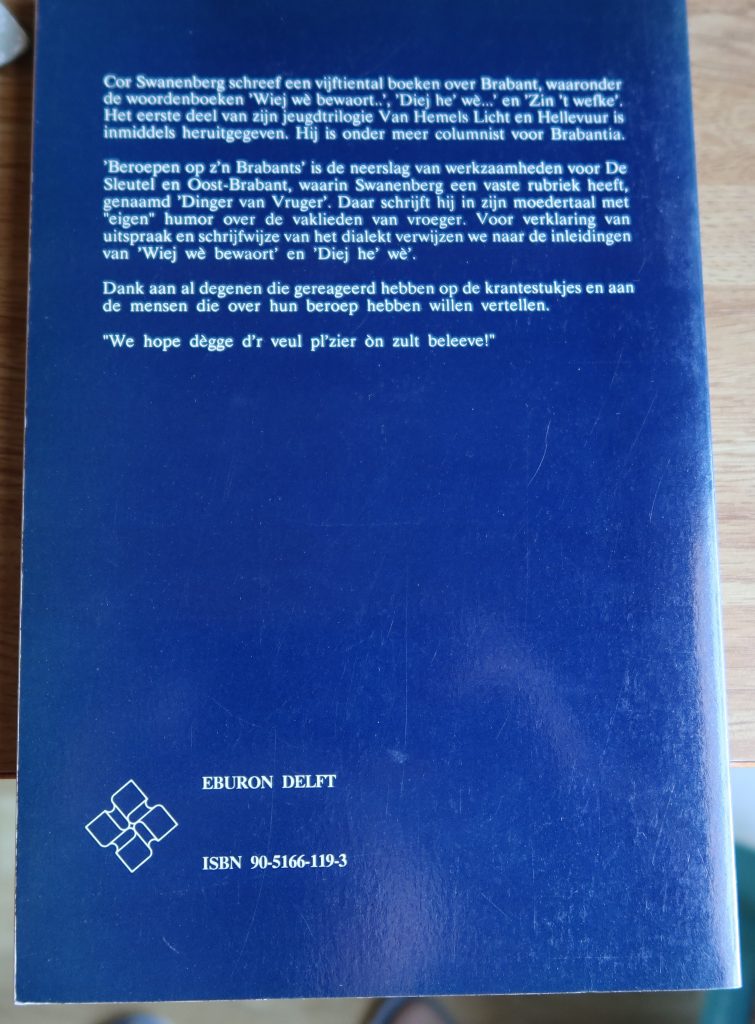 Cor Swanenberg schreef een vijftiental boeken over Brabant, waaronder
de woordenboeken 'Wiej wè bewaort..', 'Diej he' wè...' en 'Zin 't wefke'.
Het eerste deel van zijn jeugdtrilogie Van Hemels Licht en Hellevuur is
inmiddels heruitgegeven. Hij is onder meer columnist voor Brabantia.
'Beroepen op z'n Brabants' is de neerslag van werkzaamheden voor De
Sleutel en Oost-Brabant, waarin Swanenberg een vaste rubriek heeft,
genaamd 'Dinger van Vruger'. Daar schrijft hij in zijn moedertaal met
"eigen" humor over de vaklieden van vroeger. Voor verklaring van
uitspraak en schrijfwijze van het dialekt verwijzen we naar de inleidingen
van 'Wiej wè bewaort' en 'Diej he' wè'.
Dank aan al degenen die gereageerd hebben op de krantestukjes en aan
de mensen die over hun beroep hebben willen vertellen.
"We hope dègge d'r veul pl'zier òn zult beleeve!"
EBURON DELFT
ISBN 90-5166-119-3